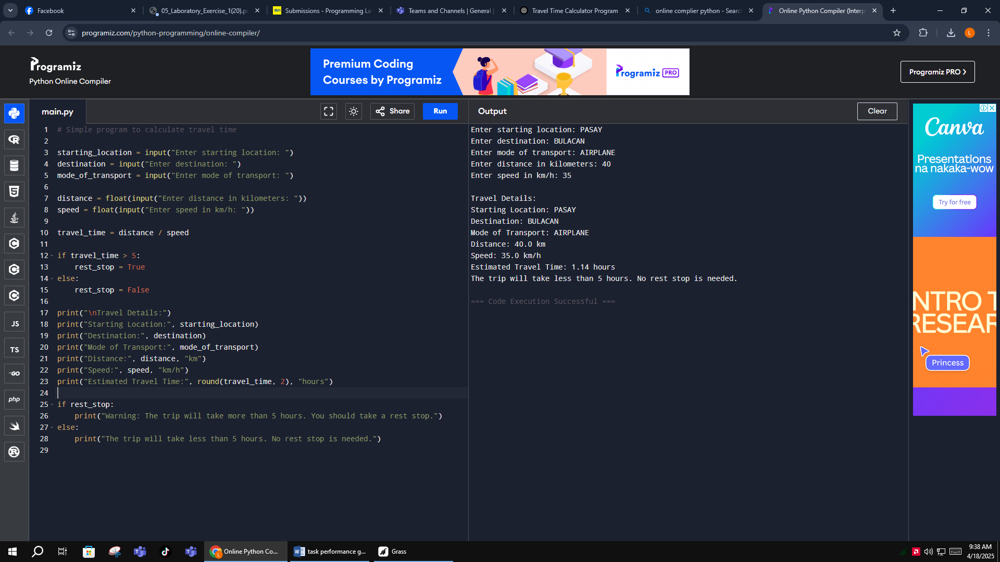 Facebook
05_Laboratory_Exercise_1(20).pc
STI Submissions - Programming La
Teams and Channels | General |
Travel Time Calculator Program
online complier python - Searc
Online Python Compiler (Interp
programiz.com/python-programming/online-compiler/
L
Programiz
Python Online Compiler
Premium Coding
Courses by Programiz
Programiz PRO
Programiz PRO ›
main.py
Share
Run
Output
Clear
1 # Simple program to calculate travel time
2
3 starting_location = input("Enter starting location: ")
4 destination = input("Enter destination: ")
5 mode_of_transport = input("Enter mode of transport: ")
6
7 distance = float(input("Enter distance in kilometers: "))
8 speed = float(input("Enter speed in km/h: "))
9
10 travel_time = distance / speed
11
12 if travel_time > 5:
13     rest_stop = True
14 else:
15     rest_stop = False
16
17 print("\nTravel Details:")
18 print("Starting Location:", starting_location)
19 print("Destination:", destination)
20 print("Mode of Transport:", mode_of_transport)
21 print("Distance:", distance, "km")
22 print("Speed:", speed, "km/h")
23 print("Estimated Travel Time:", round(travel_time, 2), "hours")
24
25 if rest_stop:
26     print("Warning: The trip will take more than 5 hours. You should take a rest stop.")
27 else:
28     print("The trip will take less than 5 hours. No rest stop is needed.")
29
R
5
C
C
C
JS
TS
GO
php
R
Enter starting location: PASAY
Enter destination: BULACAN
Enter mode of transport: AIRPLANE
Enter distance in kilometers: 40
Enter speed in km/h: 35
Travel Details:
Starting Location: PASAY
Destination: BULACAN
Mode of Transport: AIRPLANE
Distance: 40.0 km
Speed: 35.0 km/h
Estimated Travel Time: 1.14 hours
The trip will take less than 5 hours. No rest stop is needed.
=== Code Execution Successful ===
Canva
Presentations
na nakaka-wow
Try for free
INTRO T
RESEAR
Princess
Online Python Co...
task performance g...
Grass
9:38 AM
4/18/2025